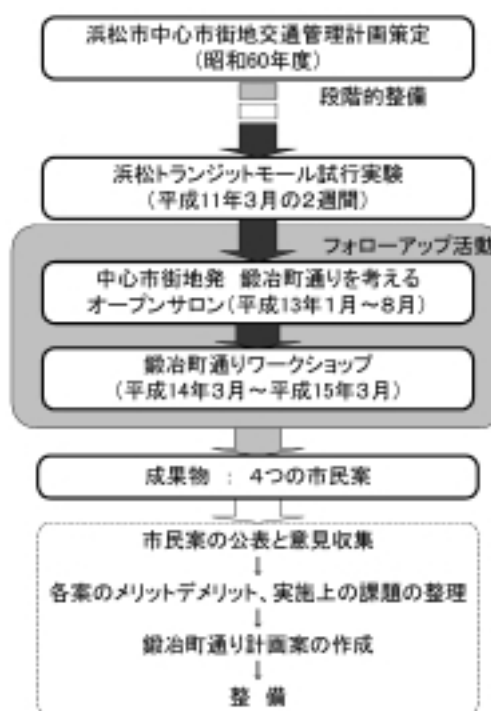 浜松市中心市街地交通管理計画策定
(昭和60年度)
段階的整備
浜松トランジットモール試行実験
(平成11年3月の2週間)
フォローアップ活動
中心市街地発 鍛冶町通りを考える
オープンサロン(平成13年1月～8月)
鍛冶町通りワークショップ
(平成14年3月～平成15年3月)
成果物 : 4つの市民案
市民案の公表と意見収集
↓
各案のメリットデメリット、実施上の課題の整理
↓
鍛冶町通り計画案の作成
↓
整 備